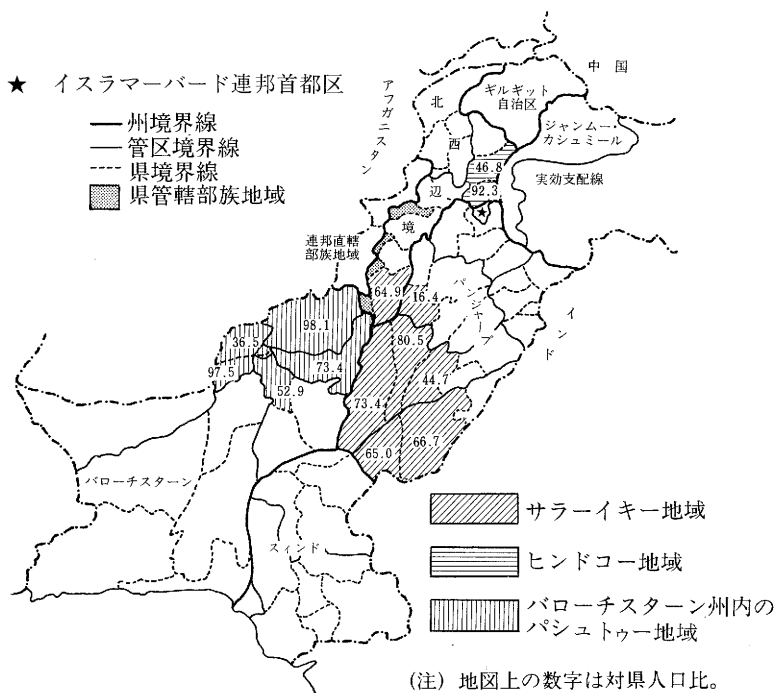 ★ イスラマーバード連邦首都区
州境界線
管区境界線
県境界線
県管轄部族地域
アフガニスタン
中国
ギルギット
自治区
ジャンムー・
カシュミール
実効支配線
北
西
辺
境
46.8
92.3
★
連邦直轄
部族地域
64.9
16.4
パンジャーブ
インド
98.1
36.5
80.5
97.5
73.4
44.7
52.9
73.4
66.7
65.0
バローチスターン
スィンド
サラーイキー地域
ヒンドコー地域
バローチスターン州内の
パシュトゥー地域
(注) 地図上の数字は対県人口比。